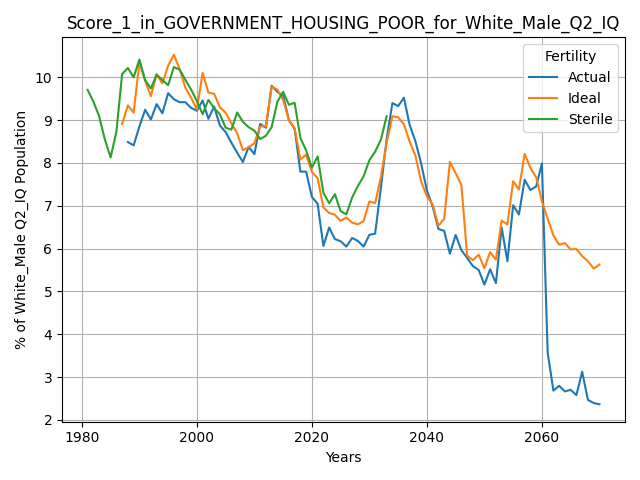 Score_1_in_GOVERNMENT_HOUSING_POOR_for_White_Male_Q2_IQ
% of White_Male Q2_IQ Population
10
9
8
7
6
5
4
3
2
Fertility
Actual
Ideal
Sterile
1980 2000 2020 2040 2060
Years